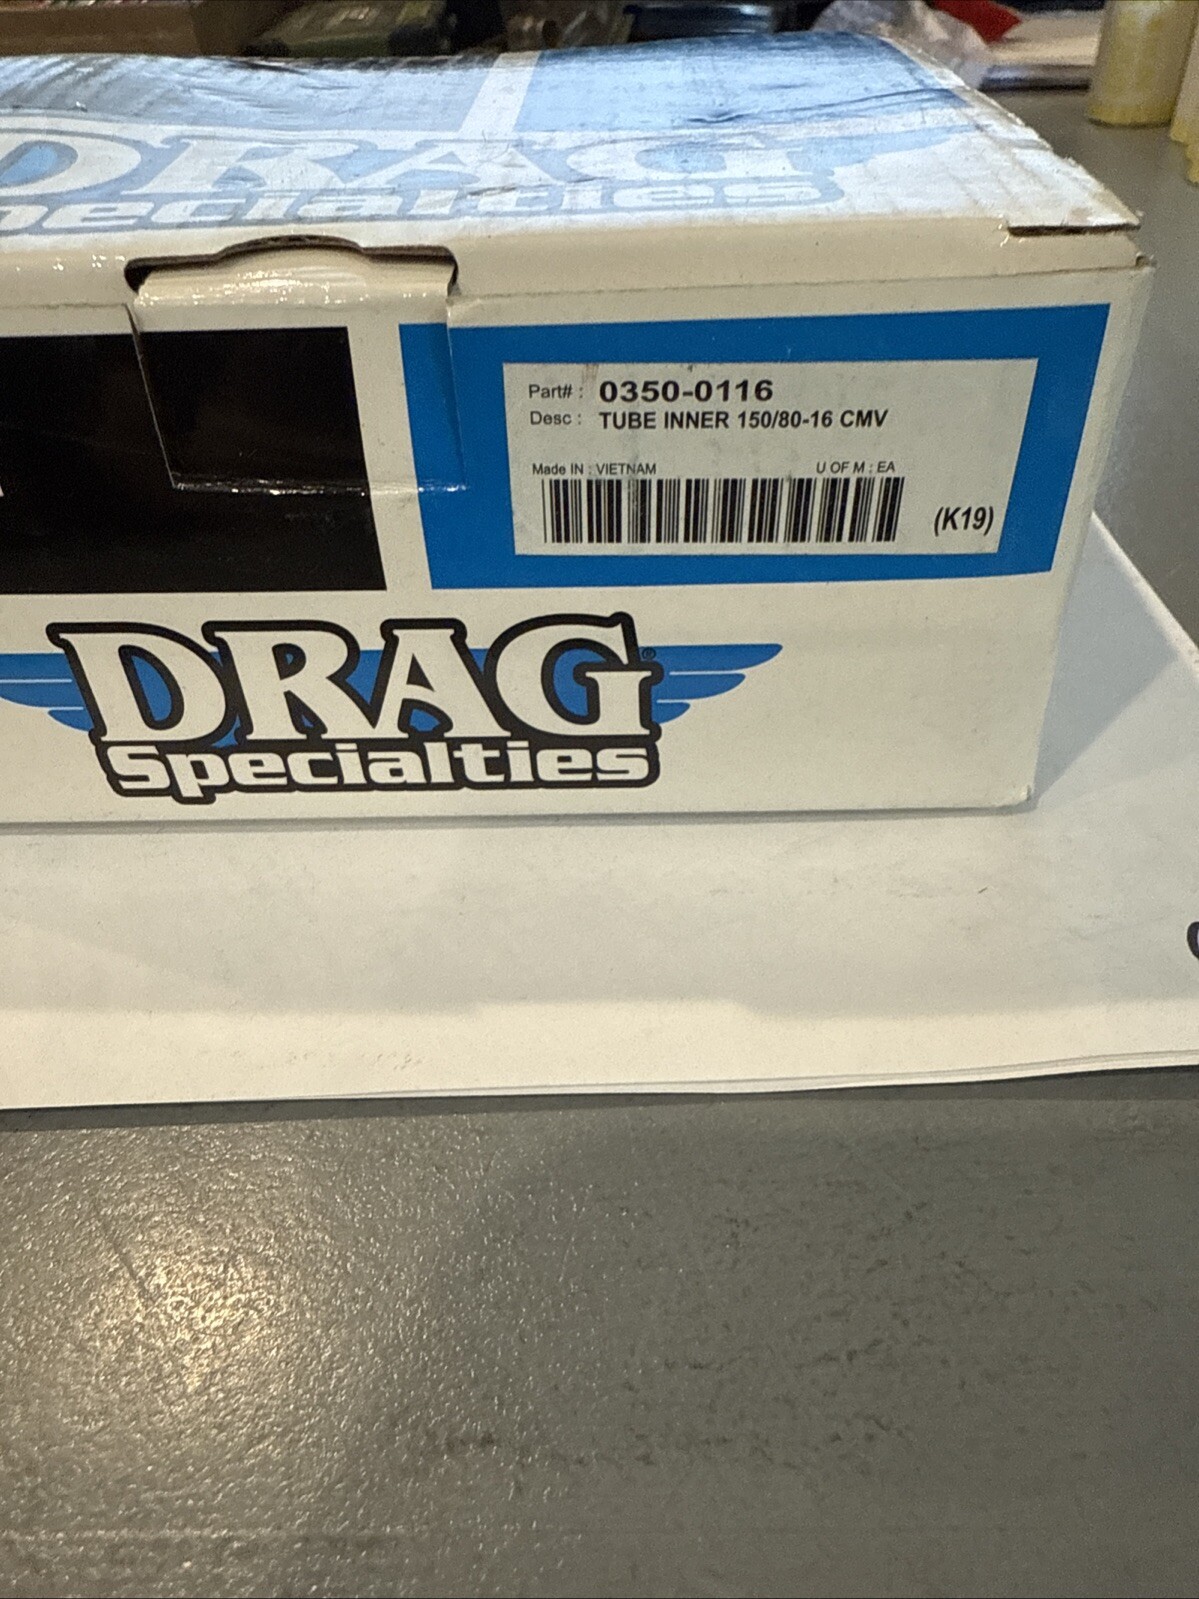 DRAG
Specialties
Part# : 0350-0116
Desc : TUBE INNER 150/80-16 CMV
Made IN : VIETNAM U OF M : EA
(K19)
DRAG®
Specialties